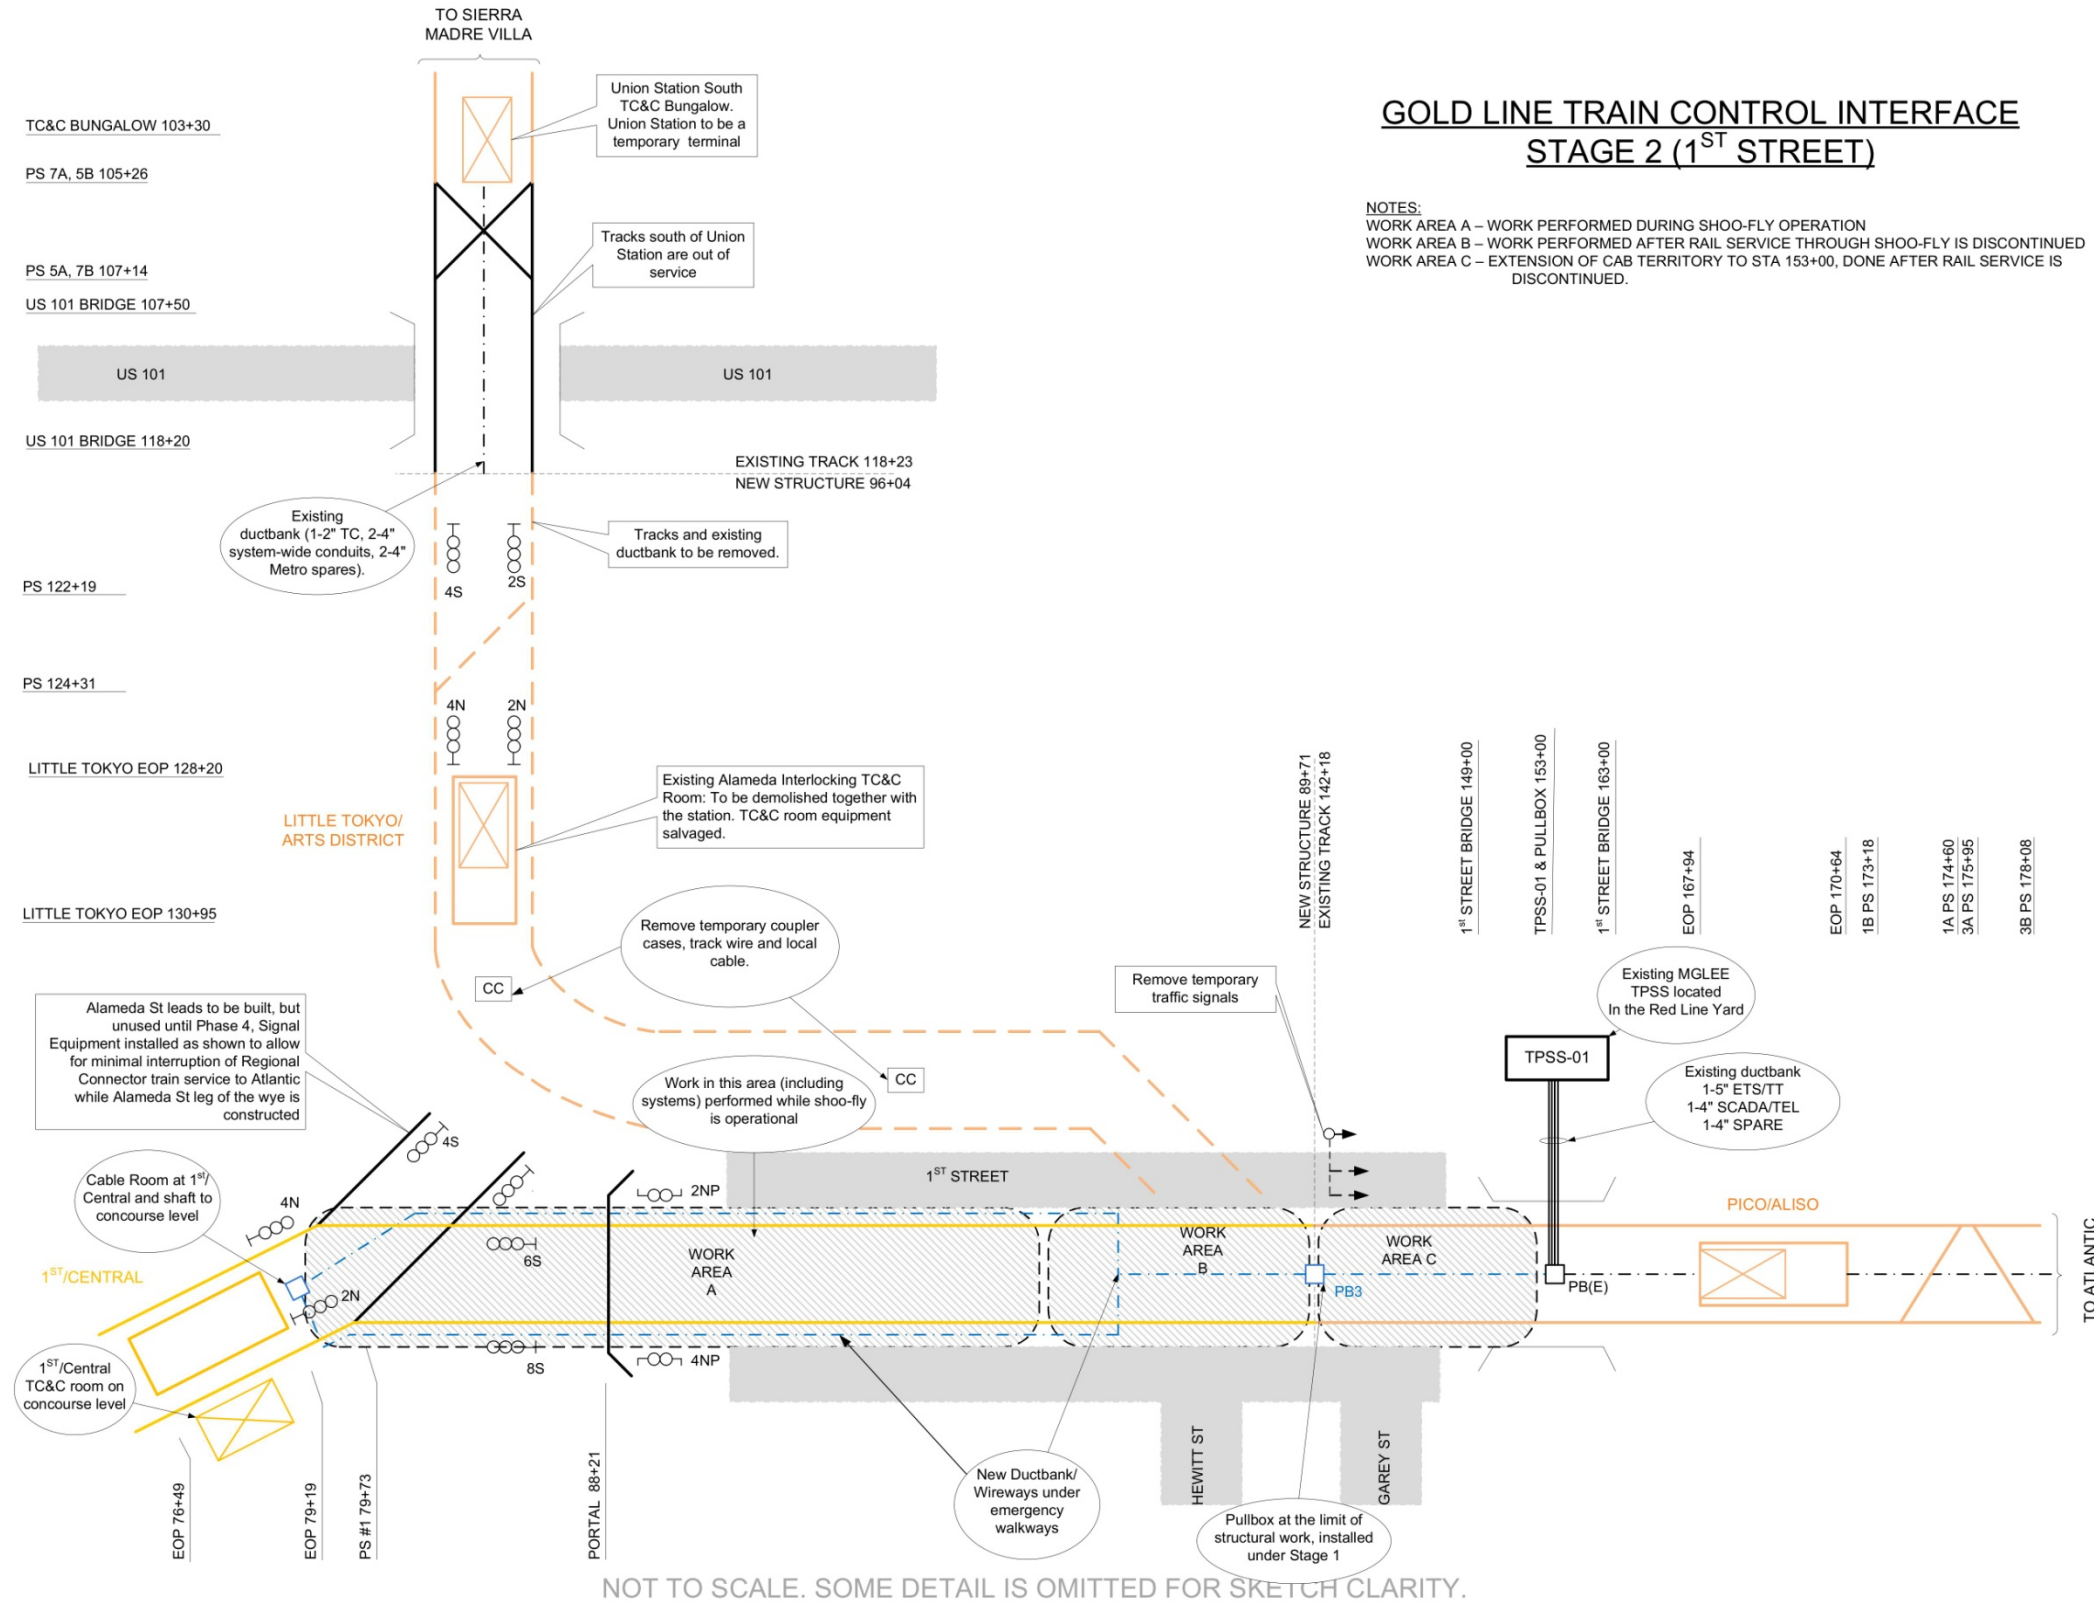 TO SIERRA
MADRE VILLA
GOLD LINE TRAIN CONTROL INTERFACE
STAGE 2 (1ST STREET)
NOTES:
WORK AREA A – WORK PERFORMED DURING SHOO-FLY OPERATION
WORK AREA B – WORK PERFORMED AFTER RAIL SERVICE THROUGH SHOO-FLY IS DISCONTINUED
WORK AREA C – EXTENSION OF CAB TERRITORY TO STA 153+00, DONE AFTER RAIL SERVICE IS
DISCONTINUED.
Union Station South
TC&C Bungalow.
Union Station to be a
temporary terminal
TC&C BUNGALOW 103+30
PS 7A, 5B 105+26
Tracks south of Union
Station are out of
service
PS 5A, 7B 107+14
US 101 BRIDGE 107+50
US 101
US 101
US 101 BRIDGE 118+20
EXISTING TRACK 118+23
NEW STRUCTURE 96+04
Existing
ductbank (1-2" TC, 2-4"
system-wide conduits, 2-4"
Metro spares).
Tracks and existing
ductbank to be removed.
4S
2S
PS 122+19
PS 124+31
4N
2N
LITTLE TOKYO EOP 128+20
LITTLE TOKYO/
ARTS DISTRICT
Existing Alameda Interlocking TC&C
Room: To be demolished together with
the station. TC&C room equipment
salvaged.
LITTLE TOKYO EOP 130+95
Remove temporary coupler
cases, track wire and local
cable.
CC
CC
NEW STRUCTURE 89+71
EXISTING TRACK 142+18
1st STREET BRIDGE 149+00
TPSS-01 & PULLBOX 153+00
1st STREET BRIDGE 163+00
EOP 167+94
EOP 170+64
1B PS 173+18
1A PS 174+60
3A PS 175+95
3B PS 178+08
Remove temporary
traffic signals
Existing MGLEE
TPSS located
In the Red Line Yard
TPSS-01
Existing ductbank
1-5" ETS/TT
1-4" SCADA/TEL
1-4" SPARE
Alameda St leads to be built, but
unused until Phase 4, Signal
Equipment installed as shown to allow
for minimal interruption of Regional
Connector train service to Atlantic
while Alameda St leg of the wye is
constructed
Work in this area (including
systems) performed while shoo-fly
is operational
4S
Cable Room at 1st/
Central and shaft to
concourse level
4N
2NP
1ST STREET
PICO/ALISO
1ST/CENTRAL
6S
WORK
AREA
A
WORK
AREA
B
WORK
AREA C
PB3
PB(E)
TO ATLANTIC
2N
8S
4NP
1ST/Central
TC&C room on
concourse level
EOP 76+49
EOP 79+19
PS #1 79+73
PORTAL 88+21
New Ductbank/
Wireways under
emergency
walkways
HEWITT ST
GAREY ST
Pullbox at the limit of
structural work, installed
under Stage 1
NOT TO SCALE. SOME DETAIL IS OMITTED FOR SKETCH CLARITY.